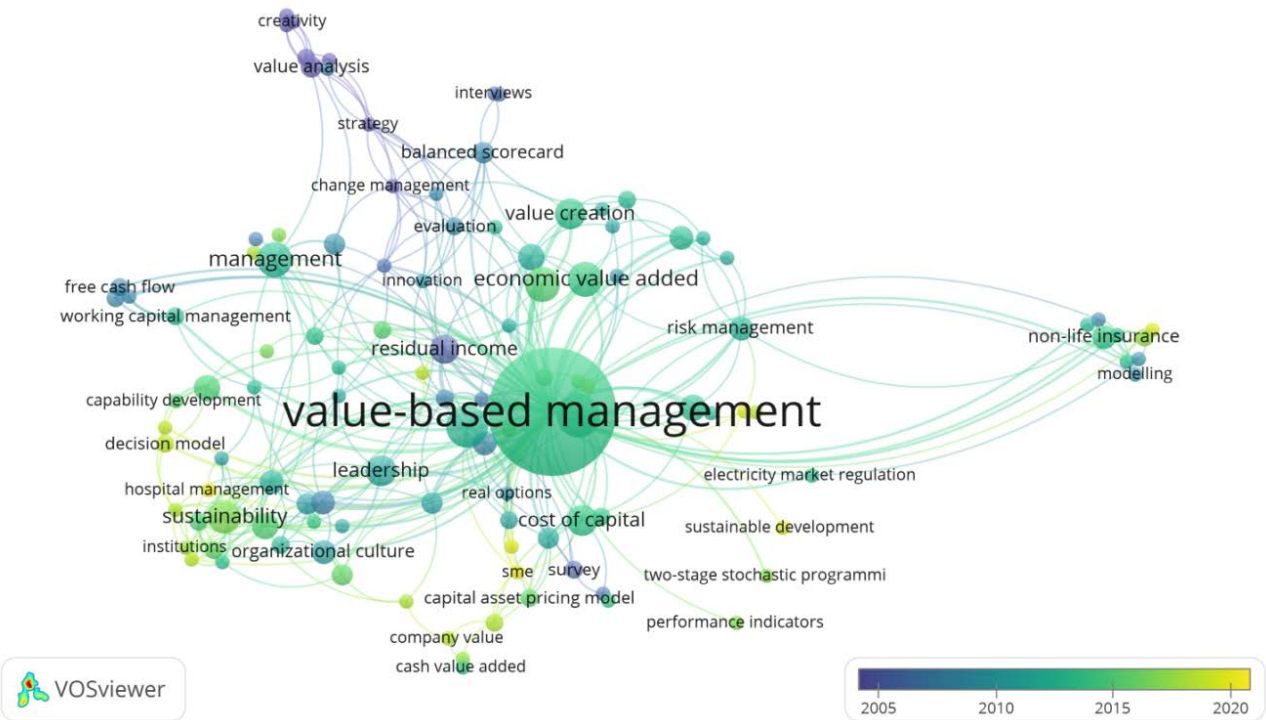 creativity
value analysis
interviews
strategy
balanced scorecard
change management
value creation
evaluation
management
innovation
economic value added
free cash flow
working capital management
risk management
non-life insurance
residual income
modelling
capability development
value-based management
decision model
leadership
electricity market regulation
hospital management
real options
sustainability
cost of capital
sustainable development
institutions
organizational culture
sme
survey
two-stage stochastic programmi
capital asset pricing model
performance indicators
company value
cash value added
VOSviewer
2005
2010
2015
2020